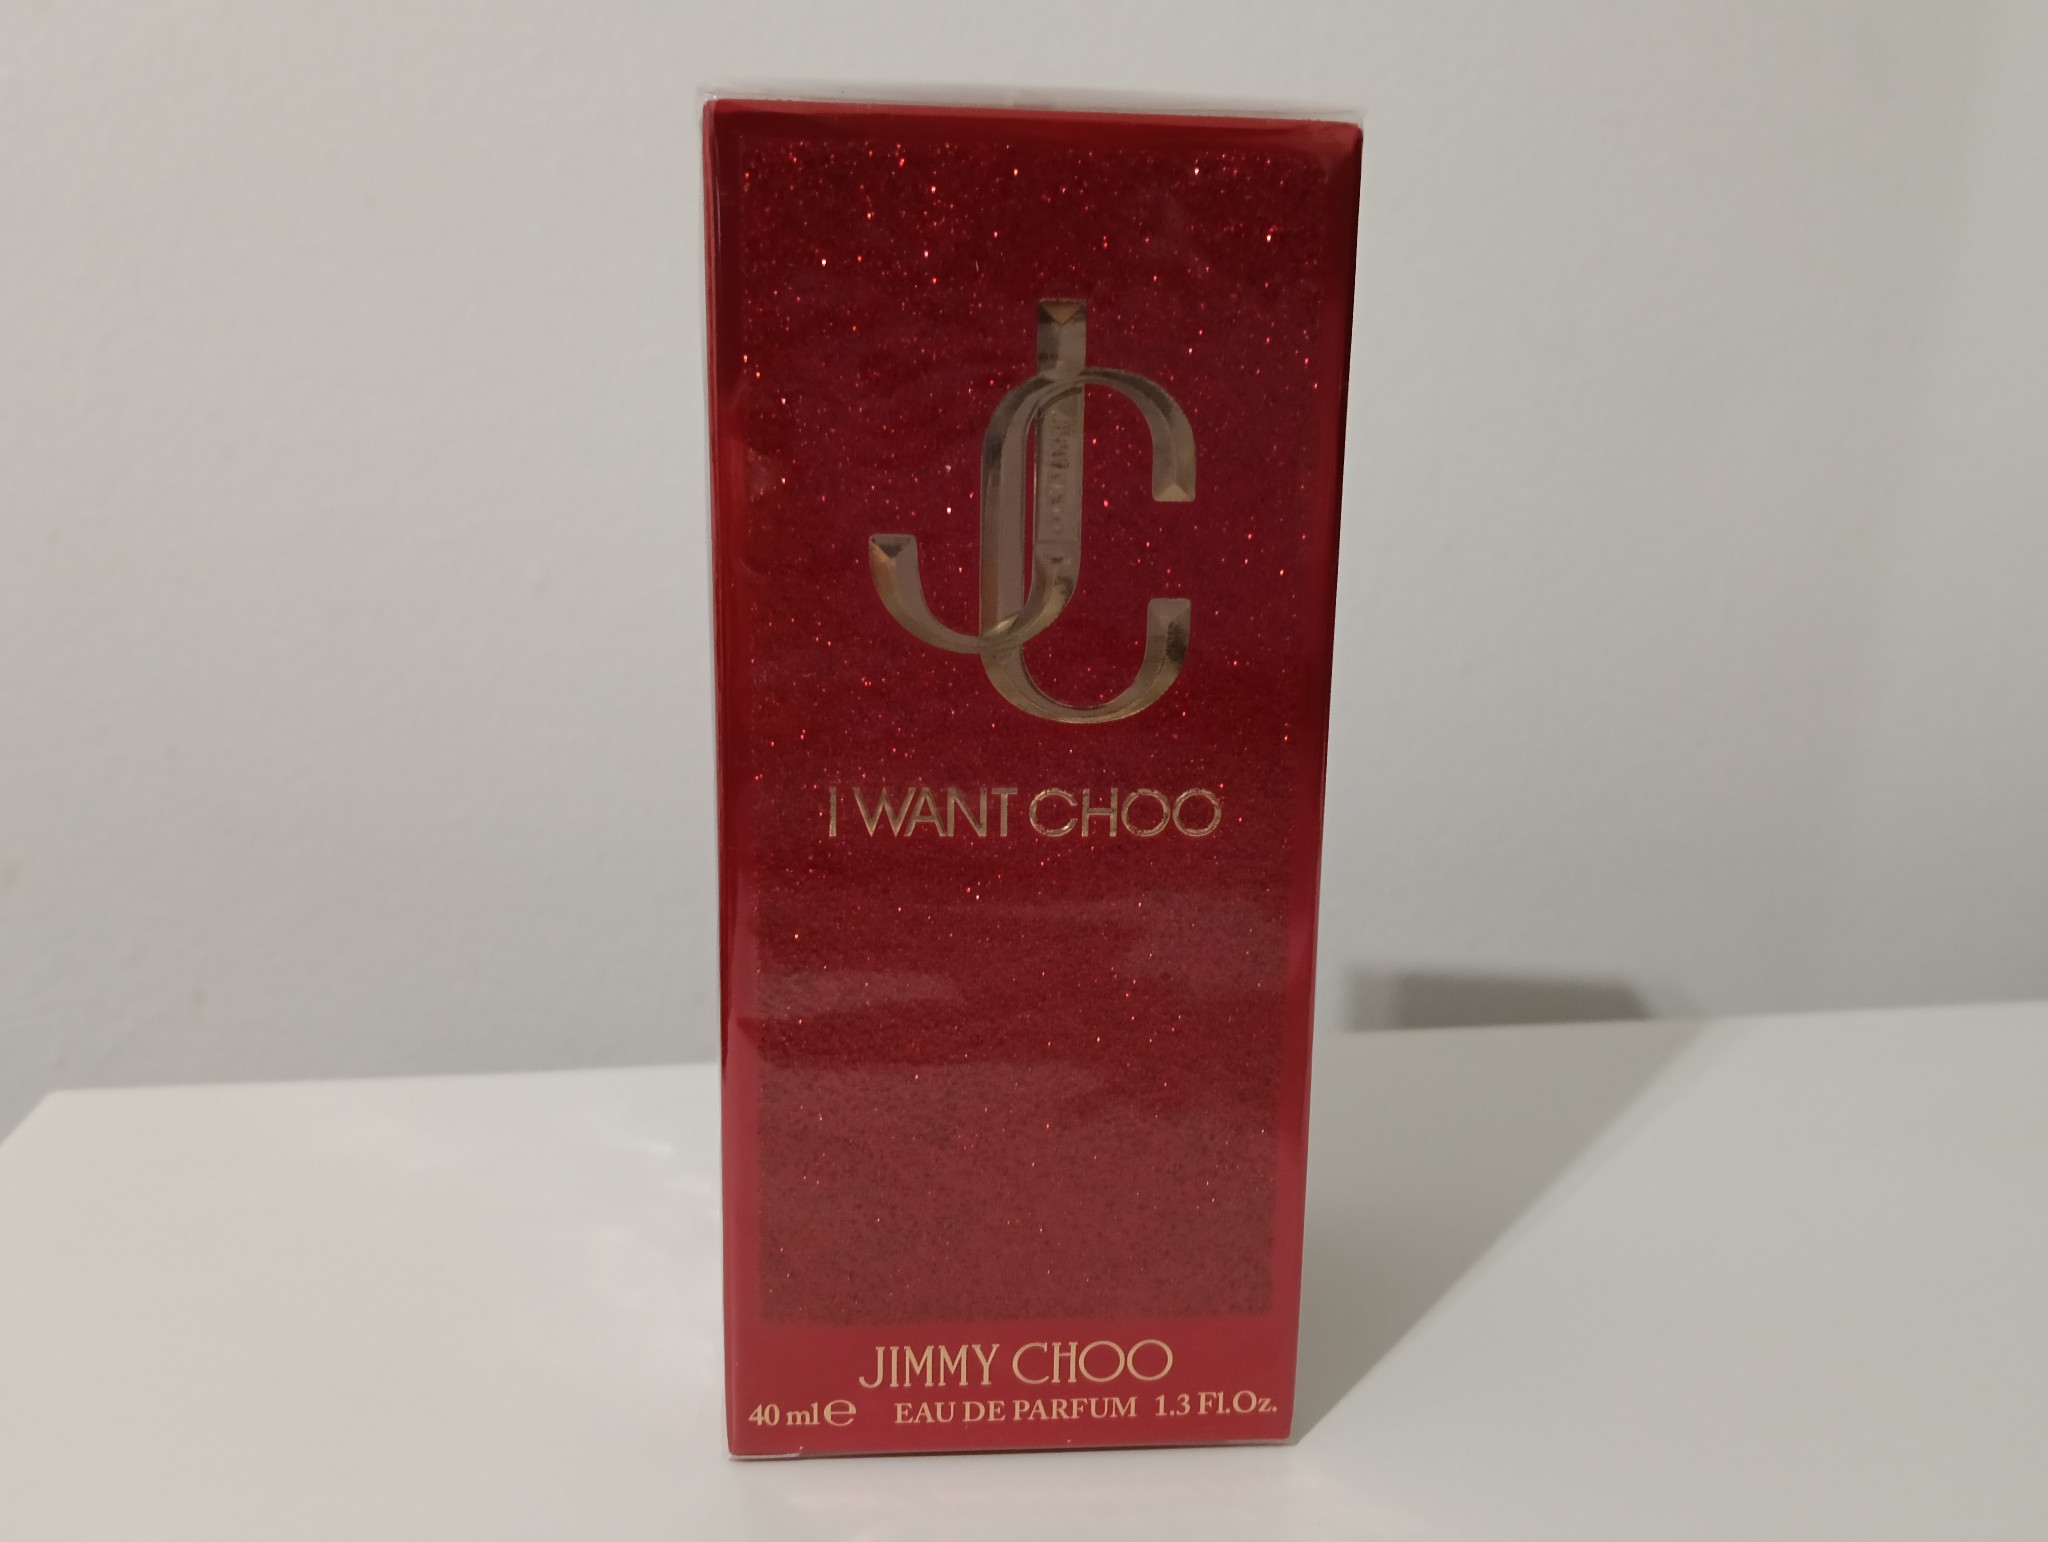 JC
I WANT CHOO
JIMMY CHOO
40 ml ℮ EAU DE PARFUM 1.3 Fl.Oz.